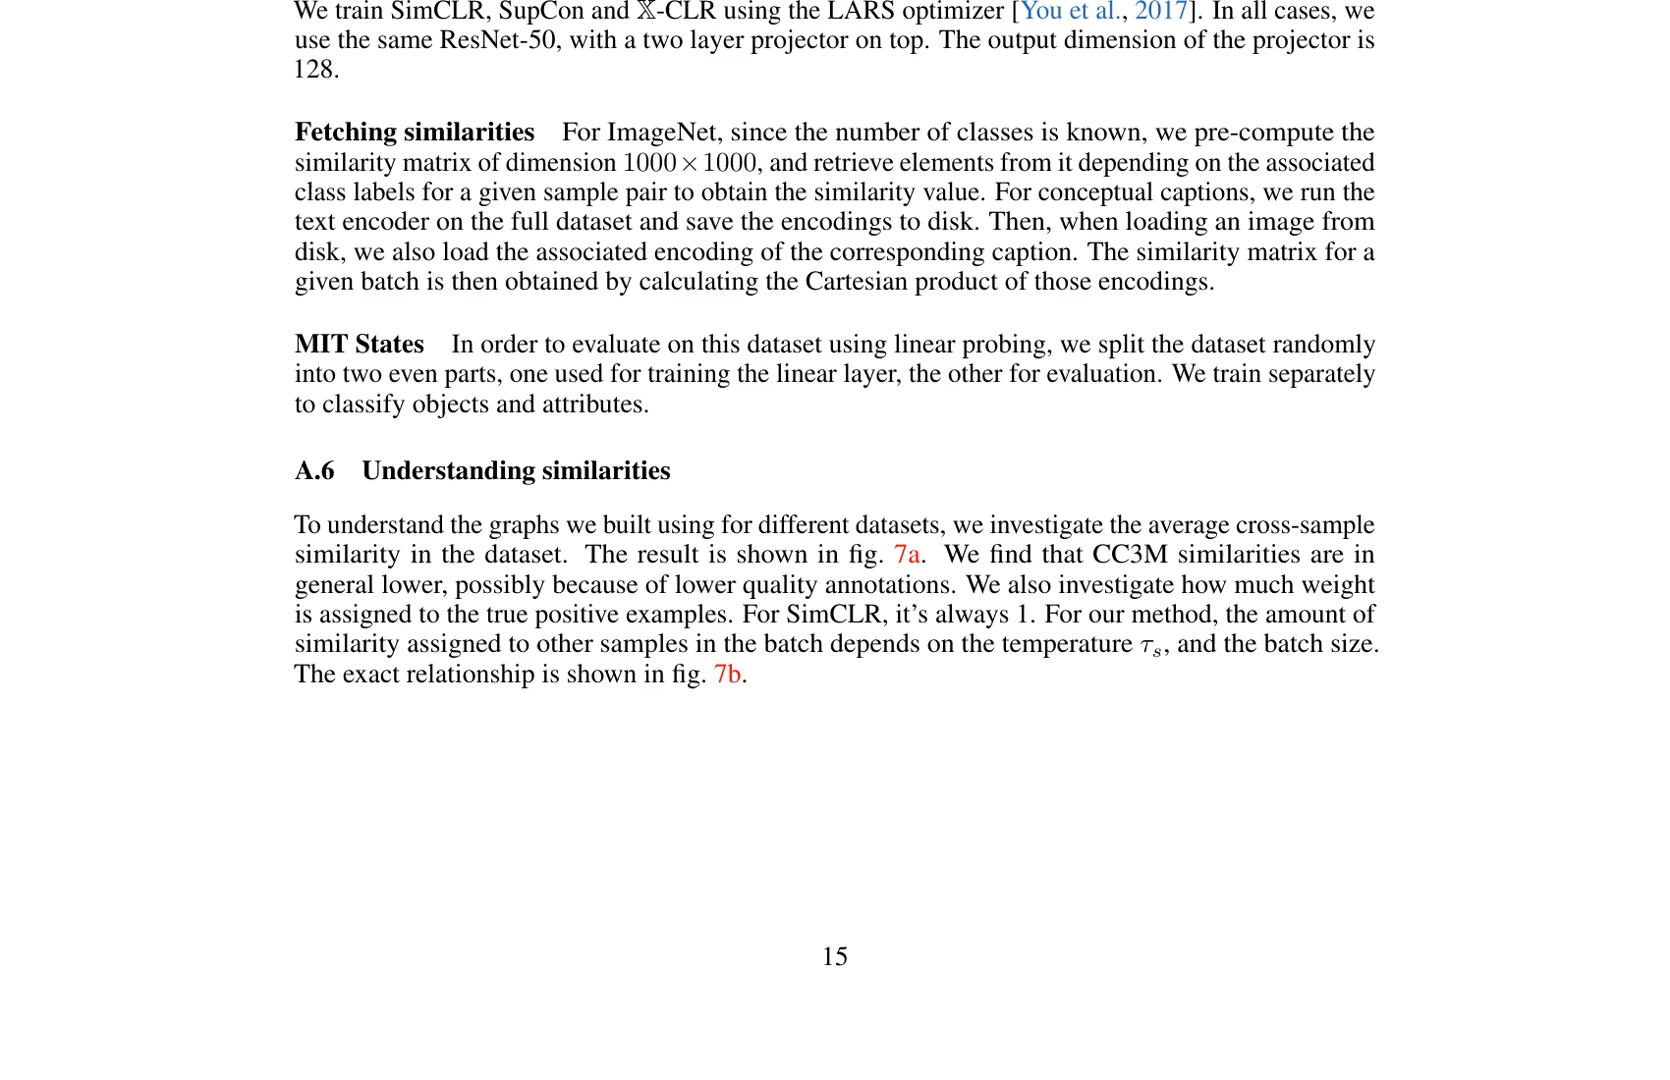 We train SimCLR, SupCon and 𝕏-CLR using the LARS optimizer [You et al., 2017]. In all cases, we
use the same ResNet-50, with a two layer projector on top. The output dimension of the projector is
128.
Fetching similarities For ImageNet, since the number of classes is known, we pre-compute the
similarity matrix of dimension 1000 × 1000, and retrieve elements from it depending on the associated
class labels for a given sample pair to obtain the similarity value. For conceptual captions, we run the
text encoder on the full dataset and save the encodings to disk. Then, when loading an image from
disk, we also load the associated encoding of the corresponding caption. The similarity matrix for a
given batch is then obtained by calculating the Cartesian product of those encodings.
MIT States In order to evaluate on this dataset using linear probing, we split the dataset randomly
into two even parts, one used for training the linear layer, the other for evaluation. We train separately
to classify objects and attributes.
A.6 Understanding similarities
To understand the graphs we built using for different datasets, we investigate the average cross-sample
similarity in the dataset. The result is shown in fig. 7a. We find that CC3M similarities are in
general lower, possibly because of lower quality annotations. We also investigate how much weight
is assigned to the true positive examples. For SimCLR, it's always 1. For our method, the amount of
similarity assigned to other samples in the batch depends on the temperature τₛ, and the batch size.
The exact relationship is shown in fig. 7b.
15